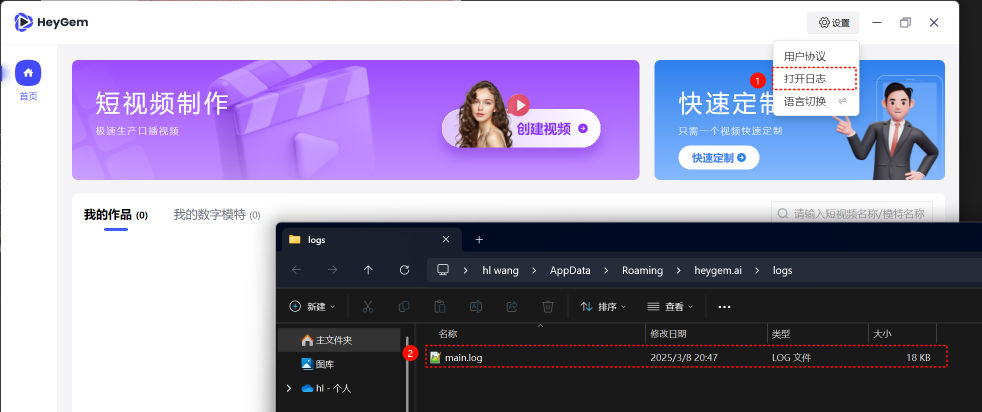 HeyGem
设置
用户协议
1
打开日志
语言切换
首页
短视频制作
极速生产口播视频
创建视频
快速定制
只需一个视频快速定制
快速定制
我的作品 (0)
我的数字模特 (0)
请输入短视频名称/模特名称
logs
hl wang > AppData > Roaming > heygem.ai > logs
新建
排序
查看
名称
修改日期
类型
大小
主文件夹
图库
hl - 个人
2
main.log
2025/3/8 20:47
LOG 文件
18 KB